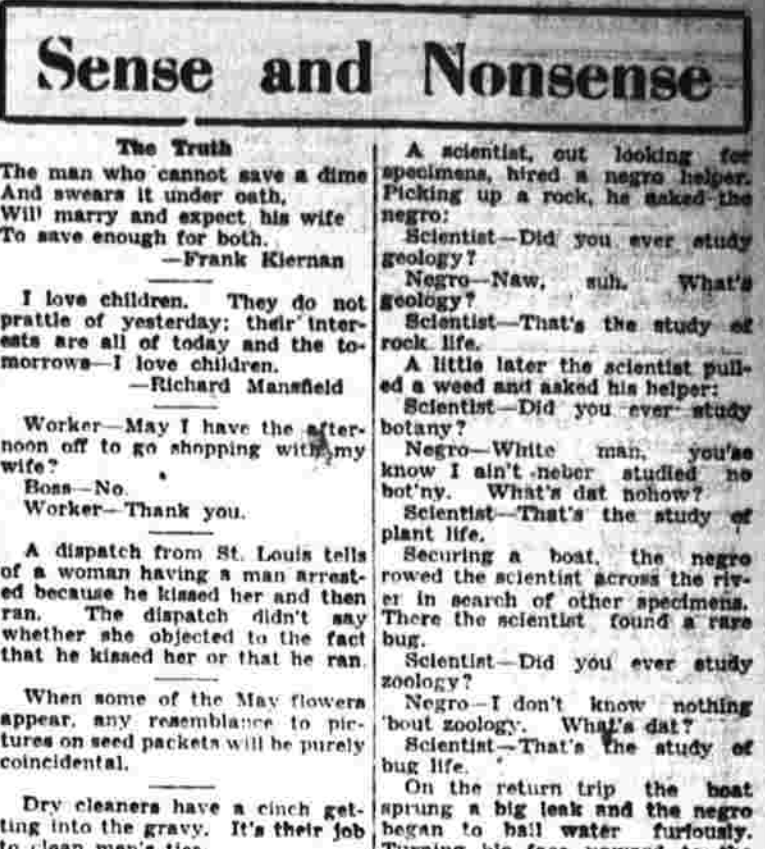 Sense and Nonsense
The Truth
The man who cannot save a dime
And swears it under oath,
Will marry and expect his wife
To save enough for both.
—Frank Kiernan
I love children. They do not
prattle of yesterday; their inter-
ests are all of today and the to-
morrows—I love children.
—Richard Mansfield
Worker—May I have the after-
noon off to go shopping with my
wife?
Boss—No.
Worker—Thank you.
A dispatch from St. Louis tells
of a woman having a man arrest-
ed because he kissed her and then
ran. The dispatch didn't say
whether she objected to the fact
that he kissed her or that he ran.
When some of the May flowers
appear, any resemblance to pic-
tures on seed packets will be purely
coincidental.
Dry cleaners have a cinch get-
ting into the gravy. It's their job
to clean men's ties.
A scientist, out looking for
specimens, hired a negro helper.
Picking up a rock, he asked the
negro:
Scientist—Did you ever study
geology?
Negro—Naw, suh. What's
geology?
Scientist—That's the study of
rock life.
A little later the scientist pull-
ed a weed and asked his helper:
Scientist—Did you ever study
botany?
Negro—White man, you'se
know I ain't neber studied no
bot'ny. What's dat nohow?
Scientist—That's the study of
plant life.
Securing a boat, the negro
rowed the scientist across the riv-
er in search of other specimens.
There the scientist found a rare
bug.
Scientist—Did you ever study
zoology?
Negro—I don't know nothing
'bout zoology. What's dat?
Scientist—That's the study of
bug life.
On the return trip the boat
sprung a big leak and the negro
began to bail water furiously.
Turning his face to the